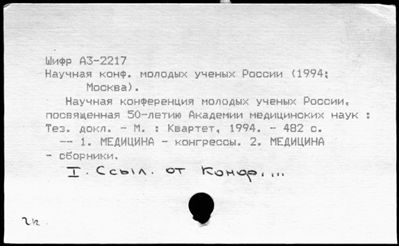 Шифр А3-2217
Научная конф. молодых ученых России (1994;
Москва).
Научная конференция молодых ученых России,
посвященная 50-летию Академии медицинских наук :
Тез. докл. - М. : Квартет, 1994. - 482 с.
-- 1. МЕДИЦИНА - конгрессы. 2. МЕДИЦИНА
- сборники.
I. Ссыл. от Конф. ...